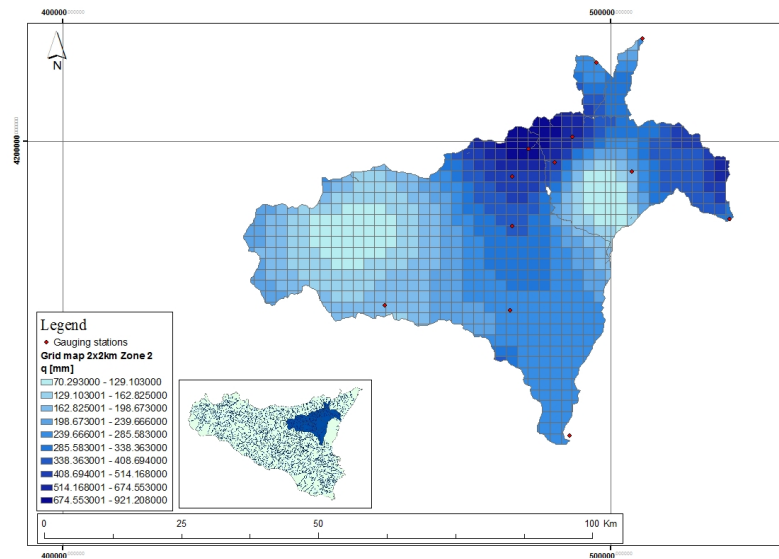 400000 500000
N
4200000 4200000
Legend
Gauging stations
Grid map 2x2km Zone 2
q [mm]
70.293000 - 129.103000
129.103001 - 162.825000
162.825001 - 198.673000
198.673001 - 239.666000
239.666001 - 285.583000
285.583001 - 338.363000
338.363001 - 408.694000
408.694001 - 514.168000
514.168001 - 674.553000
674.553001 - 921.208000
0 25 50 100 Km
400000 500000